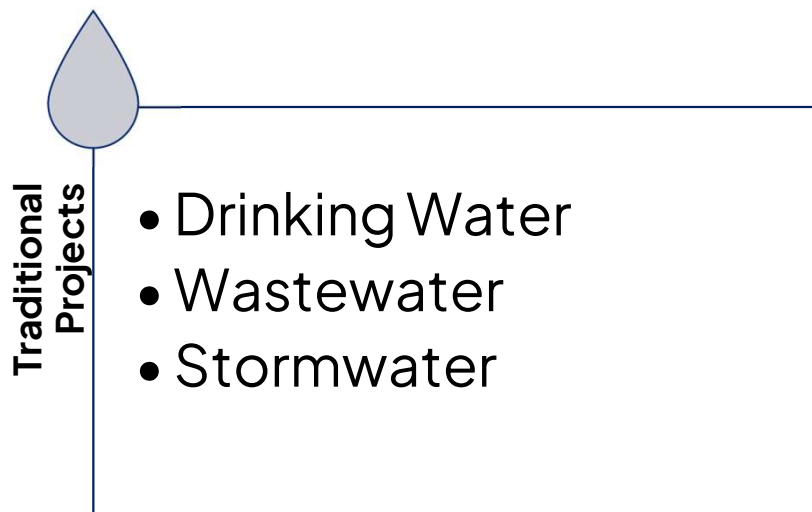 Traditional
Projects
• Drinking Water
• Wastewater
• Stormwater